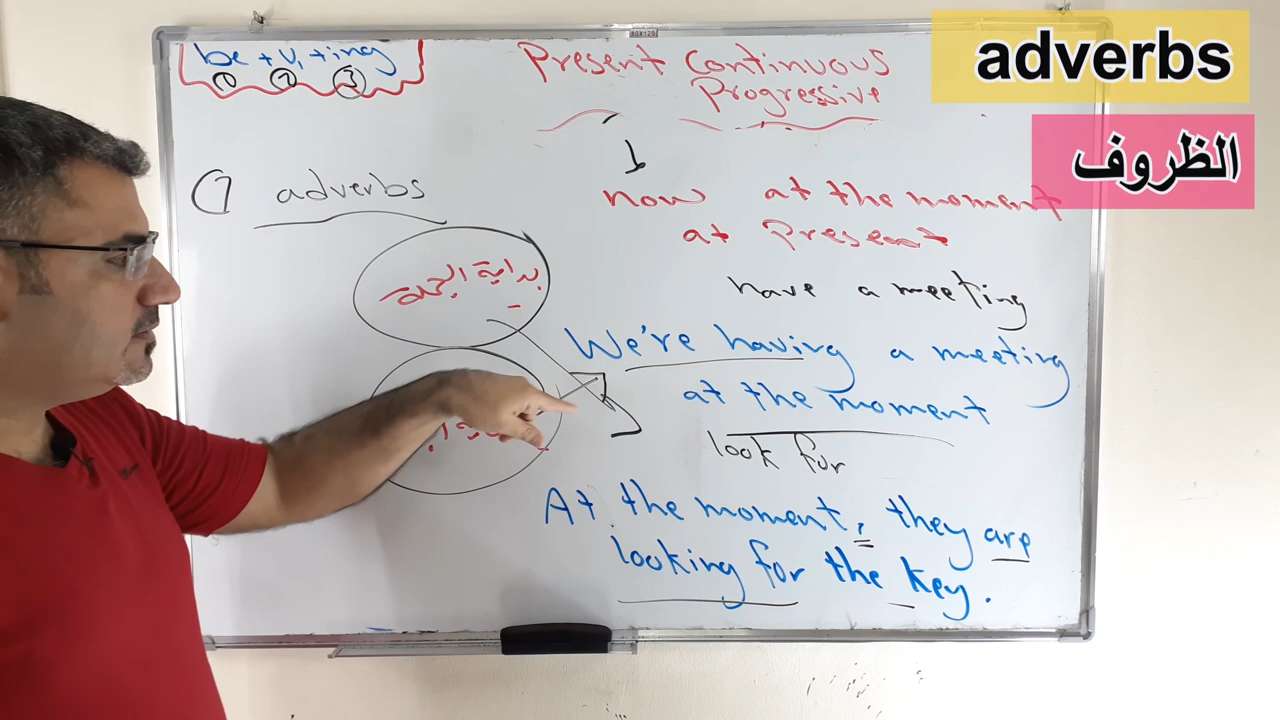 adverbs
الظروف
be + V₁ + ing
① ② ③
Present Continuous
Progressive
① adverbs
now at the moment
at Present
بداية الجملة
have a meeting
We're having a meeting
at the moment
look for
At the moment, they are
looking for the key.